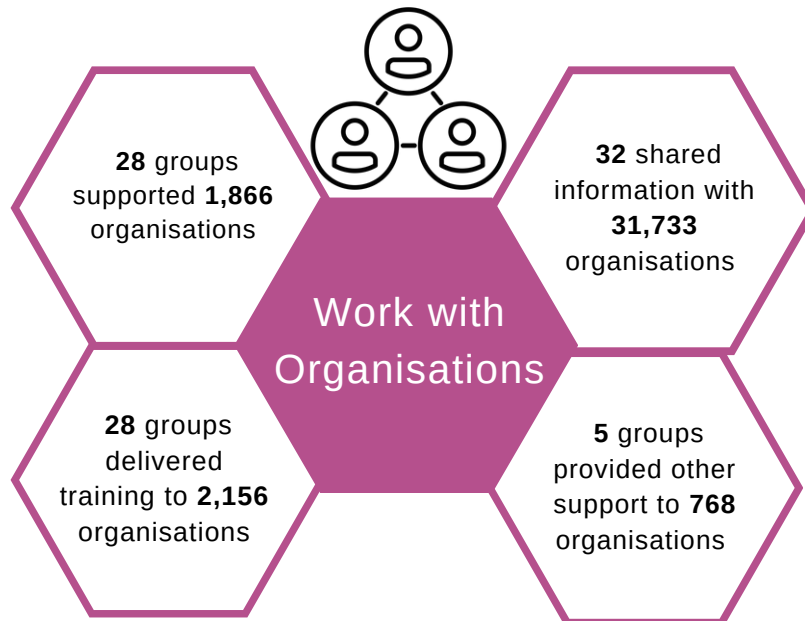 28 groups
supported 1,866
organisations
32 shared
information with
31,733
organisations
Work with
Organisations
28 groups
delivered
training to 2,156
organisations
5 groups
provided other
support to 768
organisations